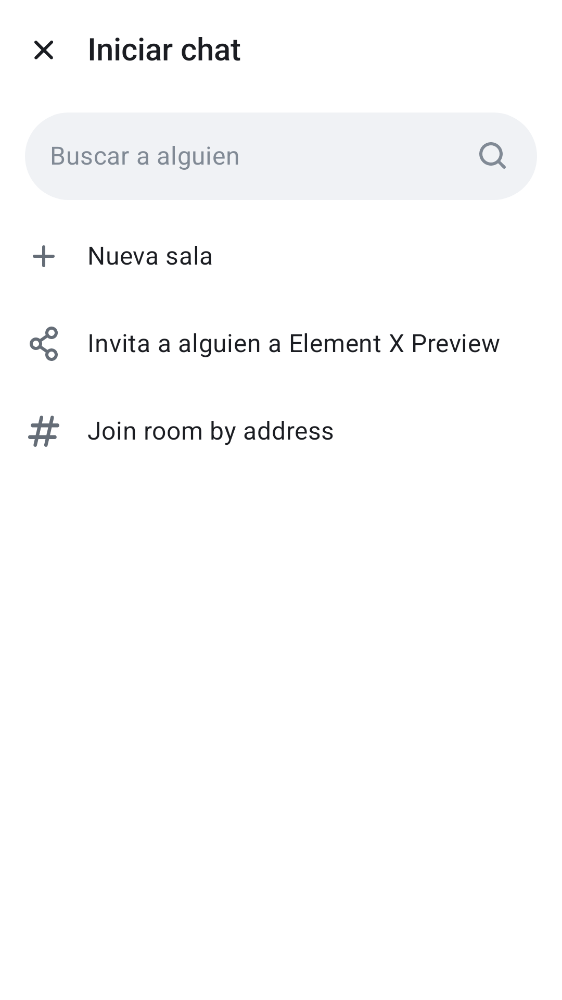 Iniciar chat
Buscar a alguien
Nueva sala
Invita a alguien a Element X Preview
Join room by address